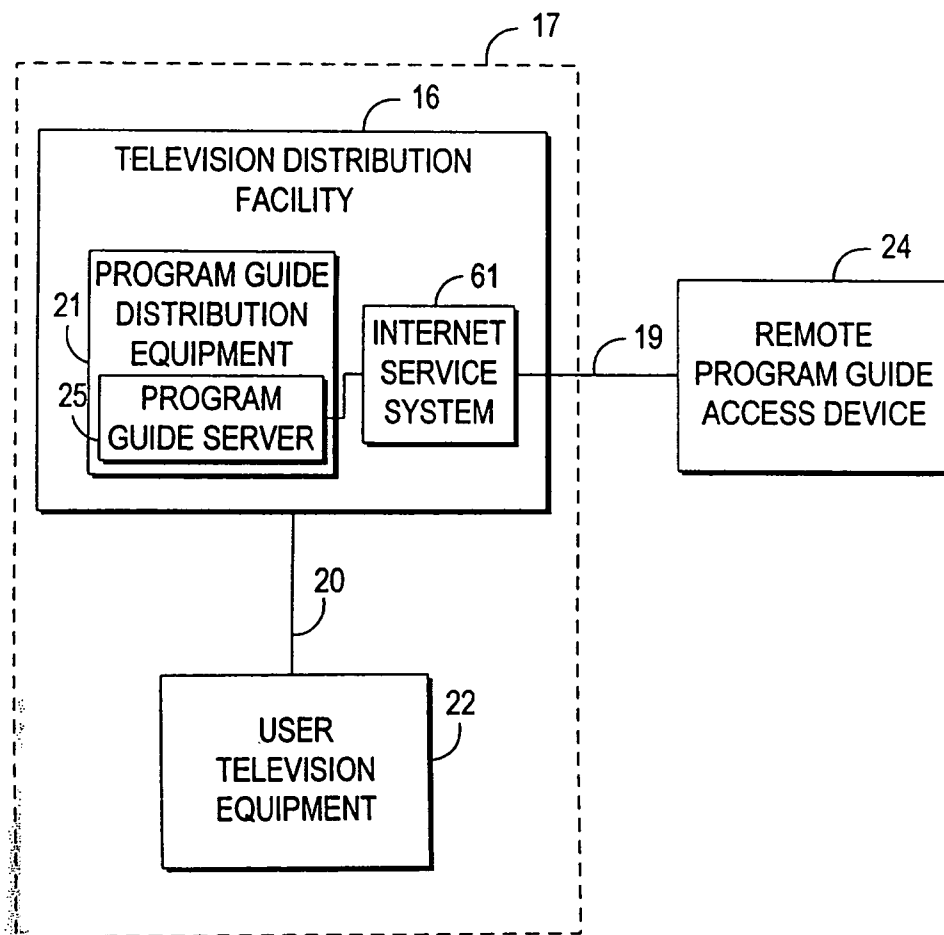 17
16
TELEVISION DISTRIBUTION
FACILITY
PROGRAM GUIDE
DISTRIBUTION
EQUIPMENT
21
25
PROGRAM
GUIDE SERVER
61
INTERNET
SERVICE
SYSTEM
19
24
REMOTE
PROGRAM GUIDE
ACCESS DEVICE
20
22
USER
TELEVISION
EQUIPMENT